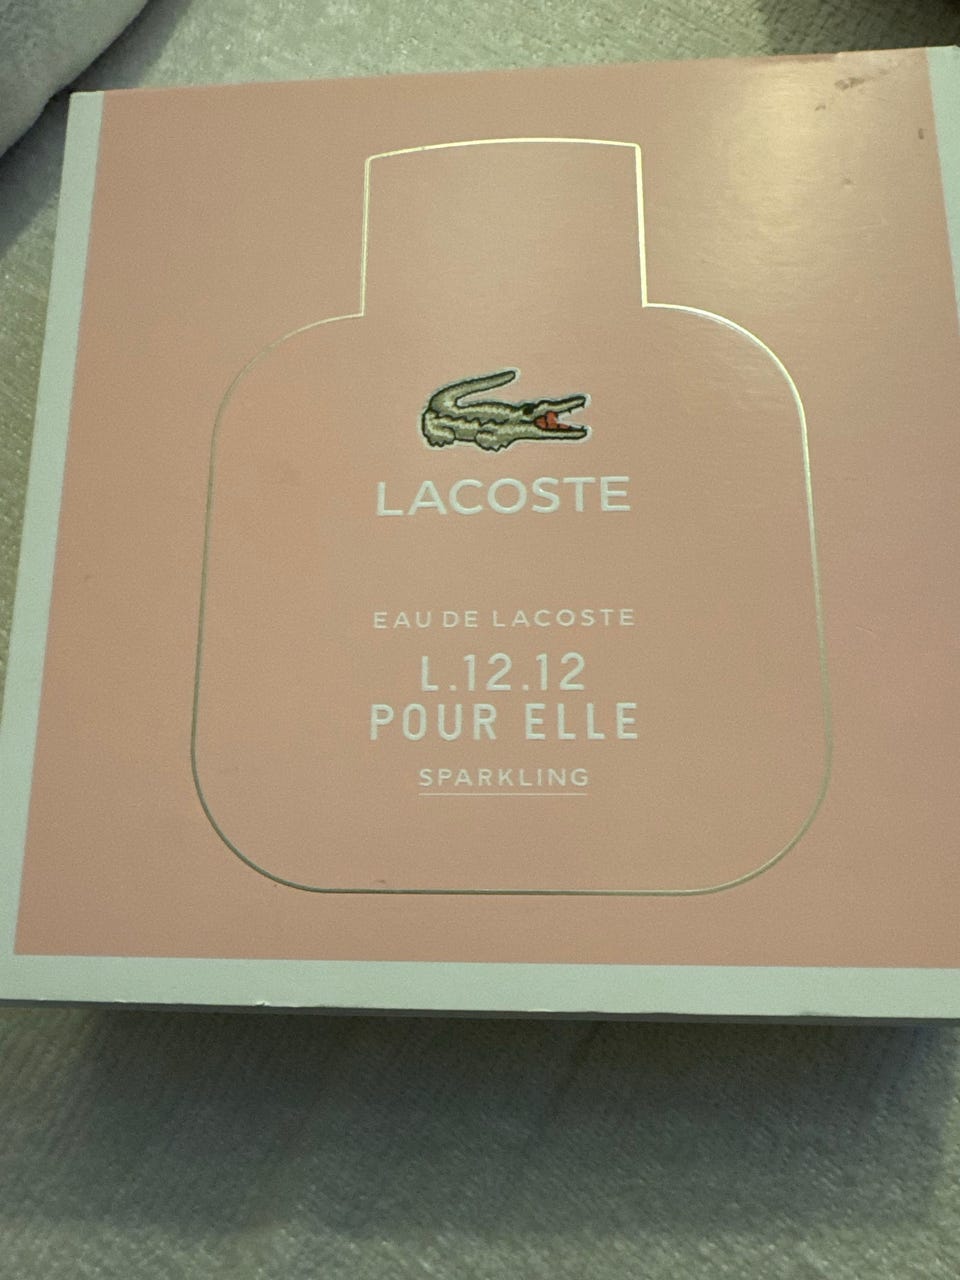 LACOSTE
EAU DE LACOSTE
L.12.12
POUR ELLE
SPARKLING